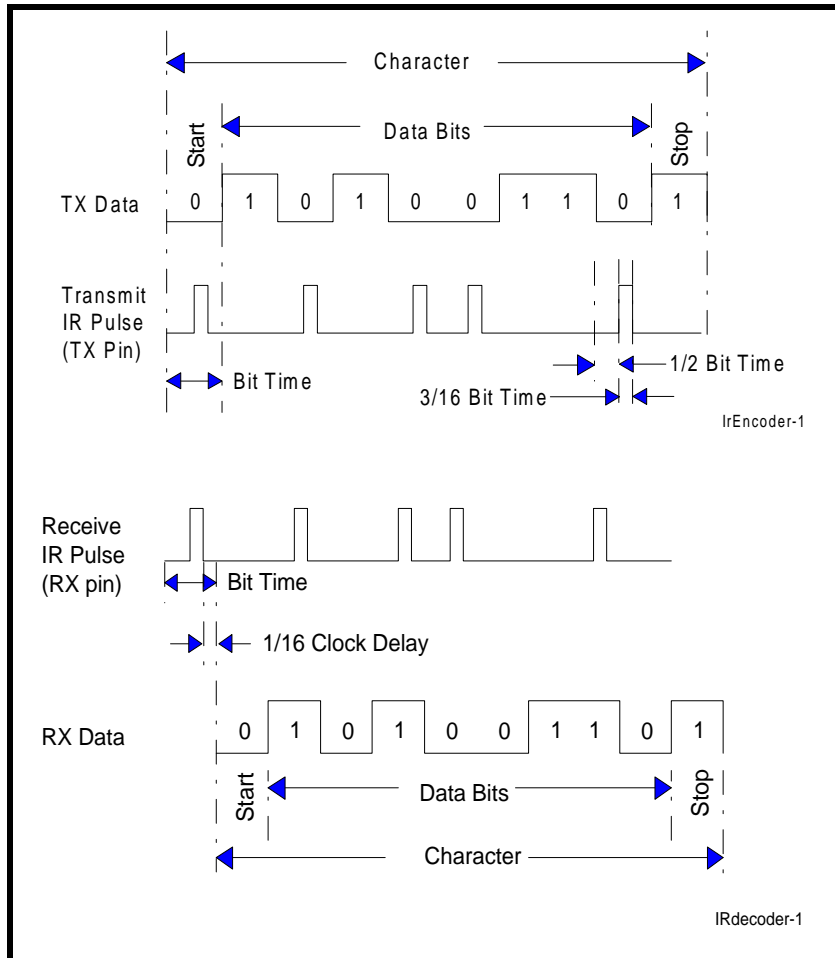 Character
Start
Data Bits
Stop
TX Data
0 1 0 1 0 0 1 1 0 1
Transmit
IR Pulse
(TX Pin)
Bit Time
1/2 Bit Time
3/16 Bit Time
IrEncoder-1
Receive
IR Pulse
(RX pin)
Bit Time
1/16 Clock Delay
RX Data
0 1 0 1 0 0 1 1 0 1
Start
Data Bits
Stop
Character
IRdecoder-1